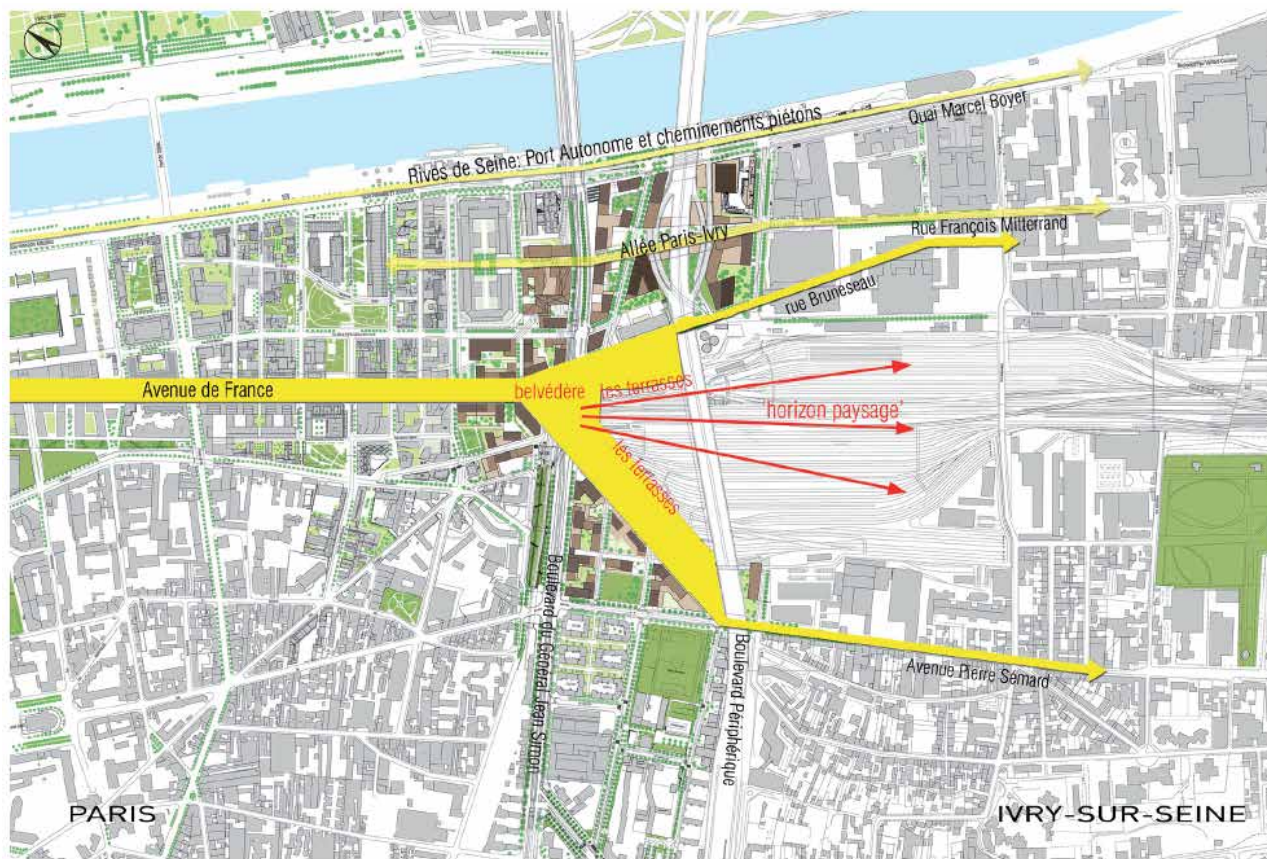 Quai Marcel Boyer
Rives de Seine: Port Autonome et cheminements piétons
Rue François Mitterrand
Allée Paris-Ivry
rue Bruneseau
Avenue de France
belvédère
les terrasses
'horizon paysage'
les terrasses
Boulevard du Général Jean Simon
Boulevard Périphérique
Avenue Pierre Sémard
PARIS
IVRY-SUR-SEINE